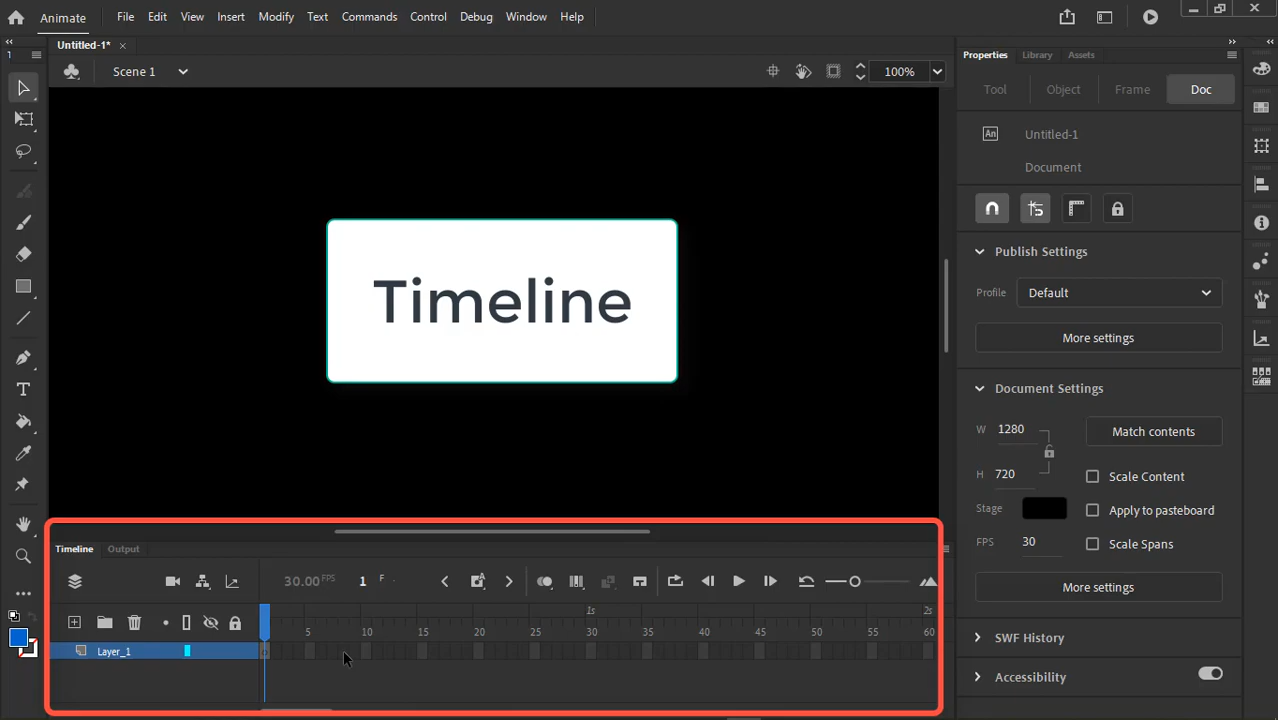 Animate File Edit View Insert Modify Text Commands Control Debug Window Help
Untitled-1* ×
Scene 1 100%
Timeline
Properties Library Assets
Tool Object Frame Doc
An Untitled-1
Document
Publish Settings
Profile Default
More settings
Document Settings
W 1280 Match contents
H 720 Scale Content
Stage Apply to pasteboard
FPS 30 Scale Spans
More settings
SWF History
Accessibility
Timeline Output
30.00 FPS 1 F
1s 2s
5 10 15 20 25 30 35 40 45 50 55 60
Layer_1